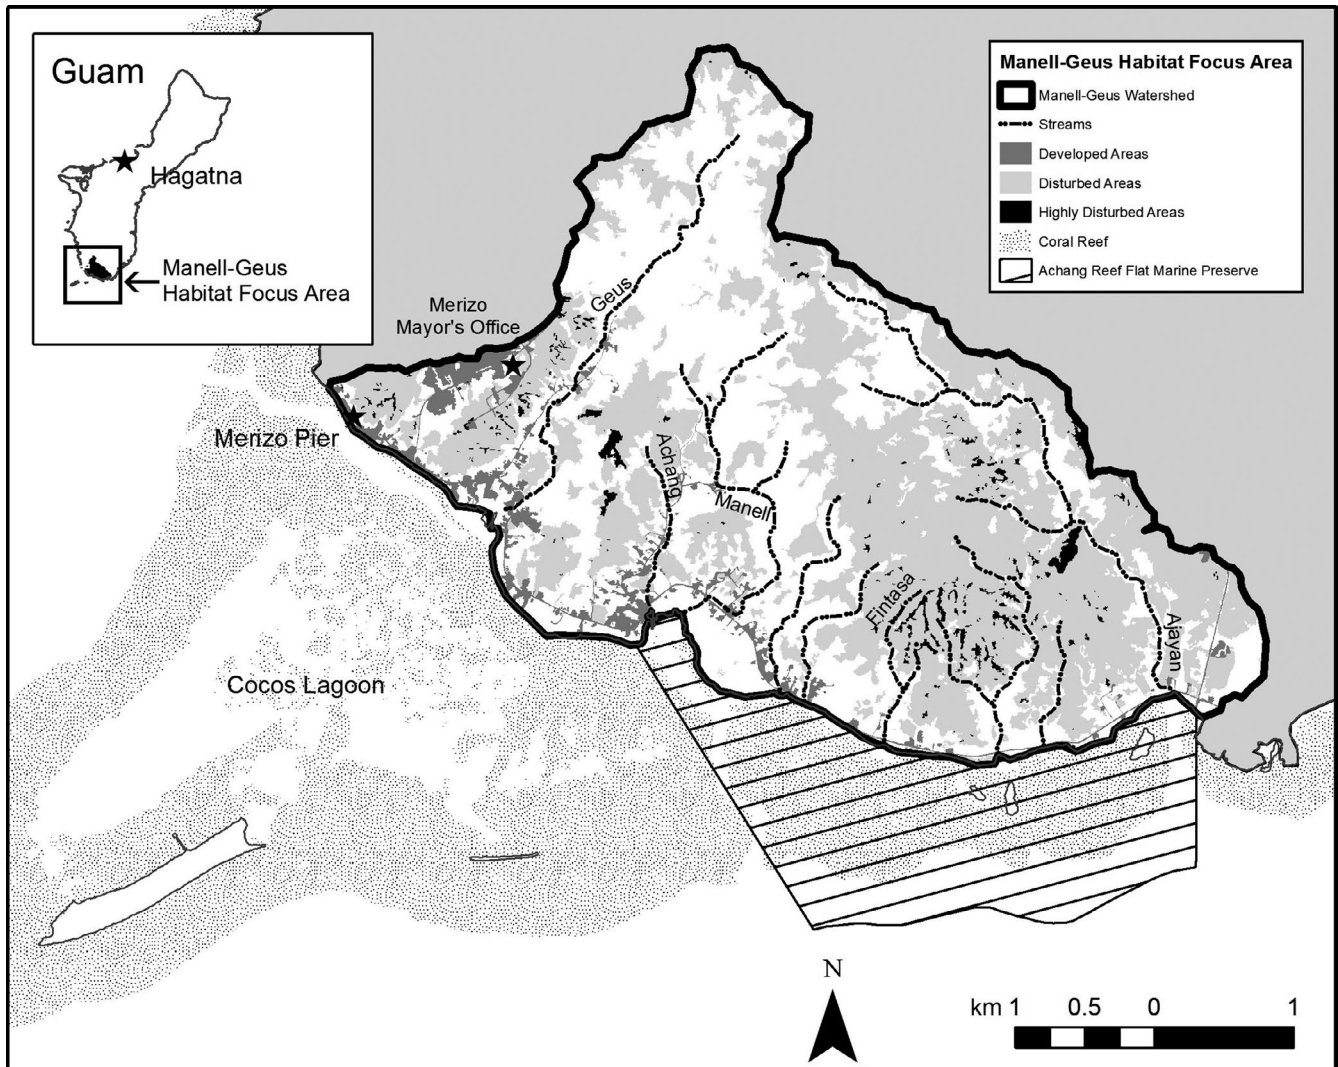 Guam
Hagatna
Manell-Geus
Habitat Focus Area
Manell-Geus Habitat Focus Area
Manell-Geus Watershed
Streams
Developed Areas
Disturbed Areas
Highly Disturbed Areas
Coral Reef
Achang Reef Flat Marine Preserve
Geus
Merizo
Mayor's Office
Merizo Pier
Achang
Manell
Fintasa
Ajayan
Cocos Lagoon
N
km 1 0.5 0 1